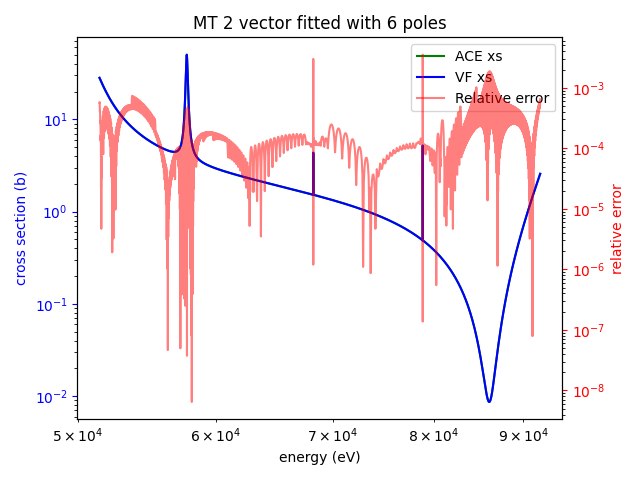 MT 2 vector fitted with 6 poles
ACE xs
VF xs
Relative error
cross section (b)
10¹
10⁰
10⁻¹
10⁻²
relative error
10⁻³
10⁻⁴
10⁻⁵
10⁻⁶
10⁻⁷
10⁻⁸
5 × 10⁴
6 × 10⁴
7 × 10⁴
8 × 10⁴
9 × 10⁴
energy (eV)